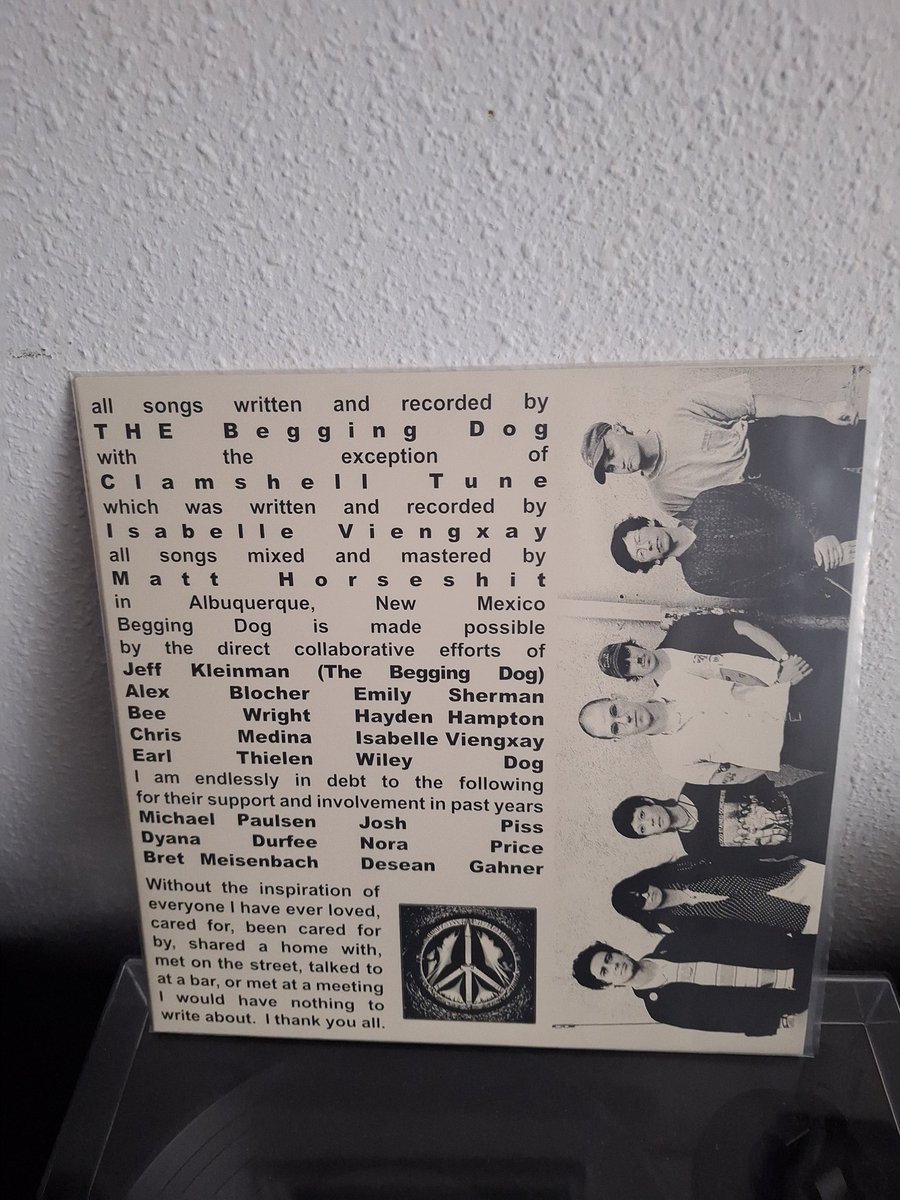 all songs written and recorded by
THE Begging Dog
with the exception of
Clamshell Tune
which was written and recorded by
Isabelle Viengxay
all songs mixed and mastered by
Matt Horseshit
in Albuquerque, New Mexico
Begging Dog is made possible
by the direct collaborative efforts of
Jeff Kleinman (The Begging Dog)
Alex Blocher Emily Sherman
Bee Wright Hayden Hampton
Chris Medina Isabelle Viengxay
Earl Thielen Wiley Dog
I am endlessly in debt to the following
for their support and involvement in past years
Michael Paulsen Josh Piss
Dyana Durfee Nora Price
Bret Meisenbach Desean Gahner
Without the inspiration of
everyone I have ever loved,
cared for, been cared for
by, shared a home with,
met on the street, talked to
at a bar, or met at a meeting
I would have nothing to
write about. I thank you all.